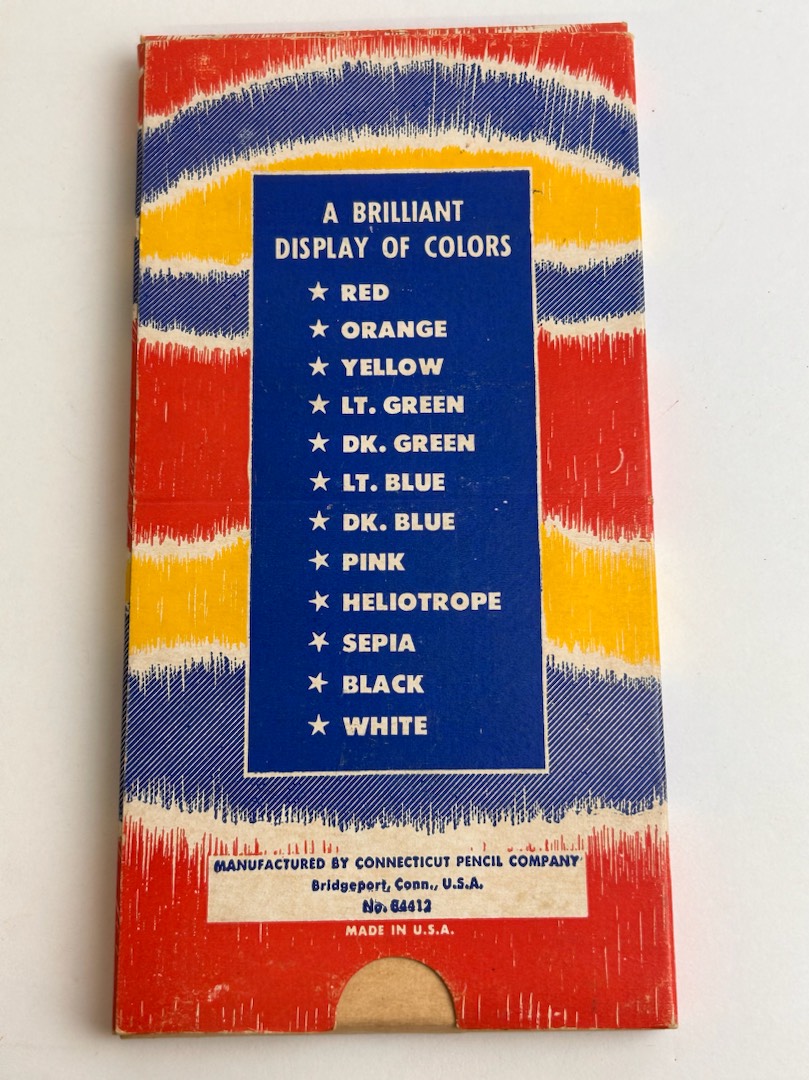 A BRILLIANT
DISPLAY OF COLORS
★ RED
★ ORANGE
★ YELLOW
★ LT. GREEN
★ DK. GREEN
★ LT. BLUE
★ DK. BLUE
★ PINK
★ HELIOTROPE
★ SEPIA
★ BLACK
★ WHITE
MANUFACTURED BY CONNECTICUT PENCIL COMPANY
Bridgeport, Conn., U.S.A.
No.
MADE IN U.S.A.